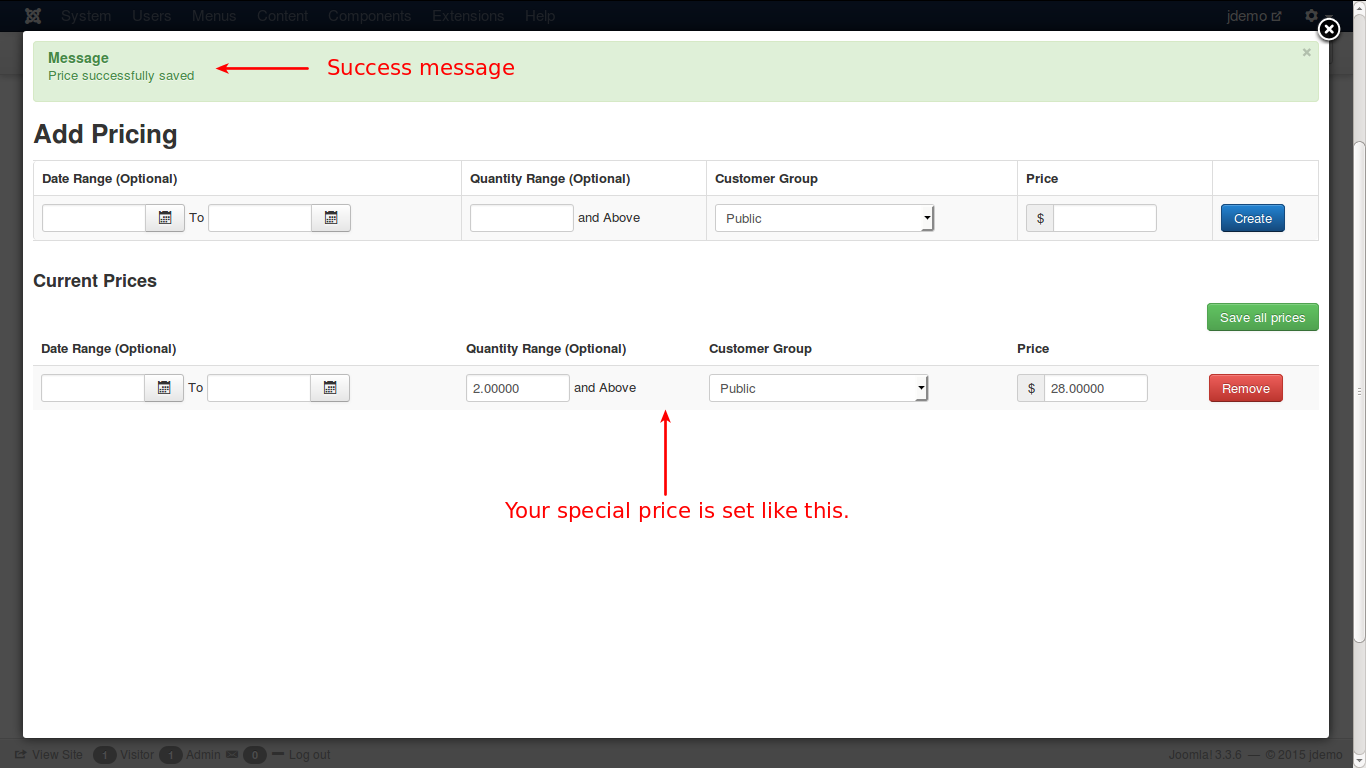 System Users Menus Content Components Extensions Help jdemo
Message
Price successfully saved
×
Success message
Add Pricing
Date Range (Optional) Quantity Range (Optional) Customer Group Price
To and Above Public $ Create
Current Prices
Save all prices
Date Range (Optional) Quantity Range (Optional) Customer Group Price
To 2.00000 and Above Public $ 28.00000 Remove
Your special price is set like this.
View Site 1 Visitor 1 Admin 0 Log out Joomla! 3.3.6 — © 2015 jdemo